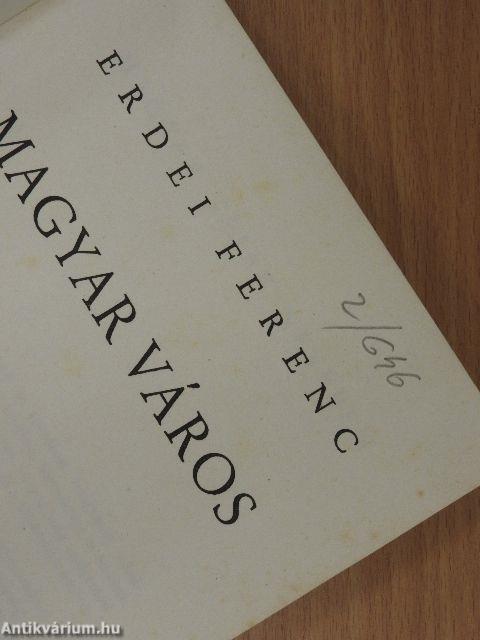 ERDEI FERENC
MAGYAR VÁROS
2/646
Antikvárium.hu